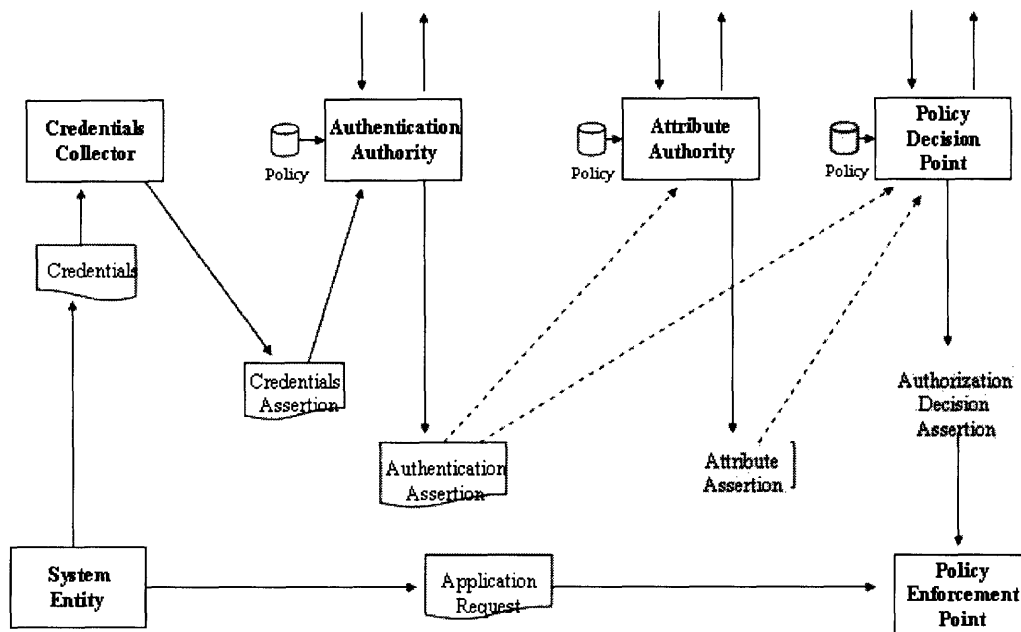 Credentials
Collector
Authentication
Authority
Attribute
Authority
Policy
Decision
Point
Policy
Policy
Policy
Credentials
Credentials
Assertion
Authentication
Assertion
Attribute
Assertion
Authorization
Decision
Assertion
System
Entity
Application
Request
Policy
Enforcement
Point